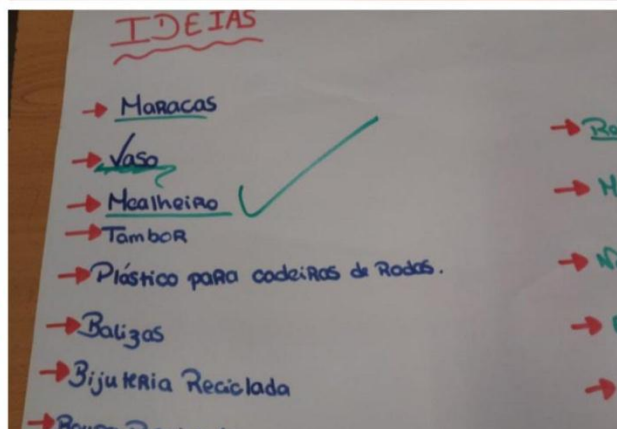 IDEIAS
Maracas
Vaso
Mealheiro
Tambor
Plástico para cadeiras de Rodas.
Balizas
Bijuteria Reciclada